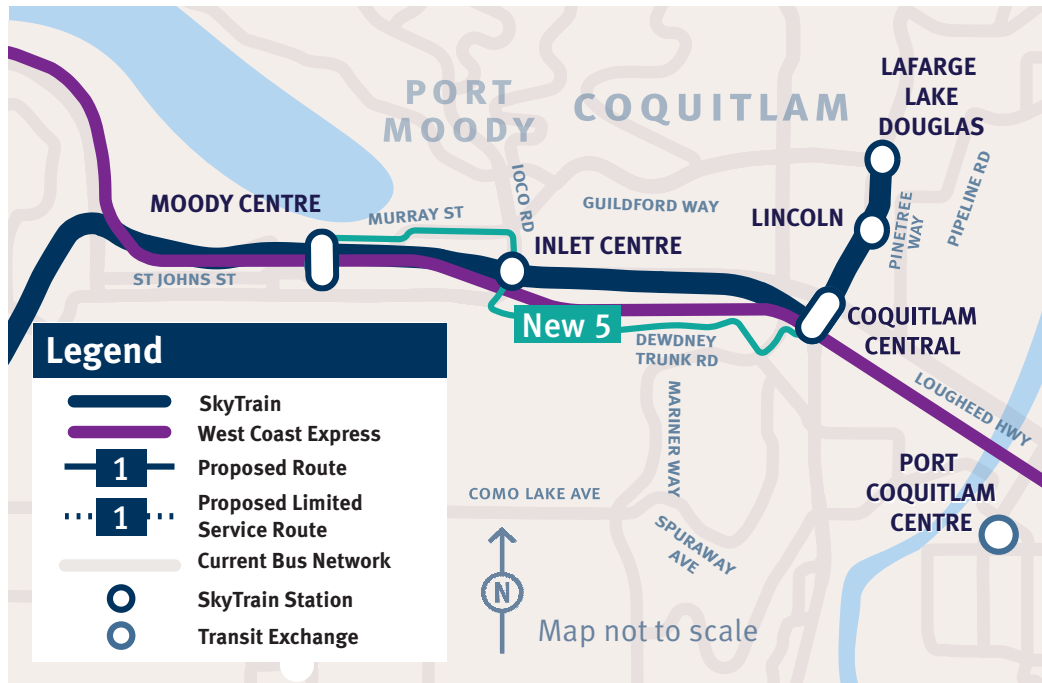 LAFARGE
LAKE
DOUGLAS
PORT
MOODY
COQUITLAM
PIPELINE RD
IOCO RD
MOODY CENTRE
MURRAY ST
GUILDFORD WAY
LINCOLN
PINETREE
WAY
INLET CENTRE
ST JOHNS ST
New 5
DEWDNEY
TRUNK RD
COQUITLAM
CENTRAL
LOUGHEED HWY
MARINER WAY
PORT
COQUITLAM
CENTRE
COMO LAKE AVE
SPURAWAY
AVE
N
Map not to scale
Legend
SkyTrain
West Coast Express
1 Proposed Route
1 Proposed Limited
Service Route
Current Bus Network
SkyTrain Station
Transit Exchange